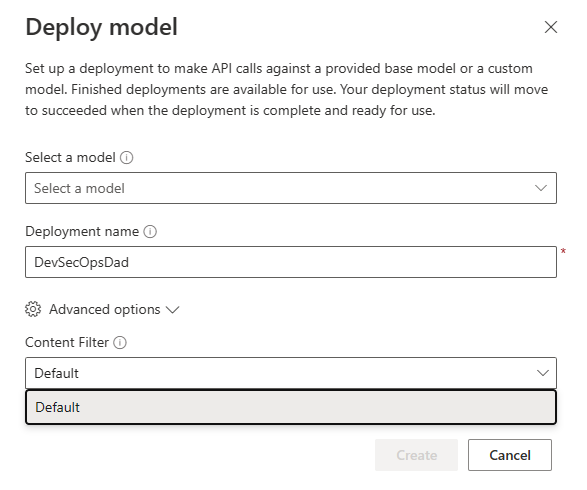 Deploy model
Set up a deployment to make API calls against a provided base model or a custom
model. Finished deployments are available for use. Your deployment status will move
to succeeded when the deployment is complete and ready for use.
Select a model
Select a model
Deployment name
DevSecOpsDad
*
Advanced options
Content Filter
Default
Default
Create
Cancel